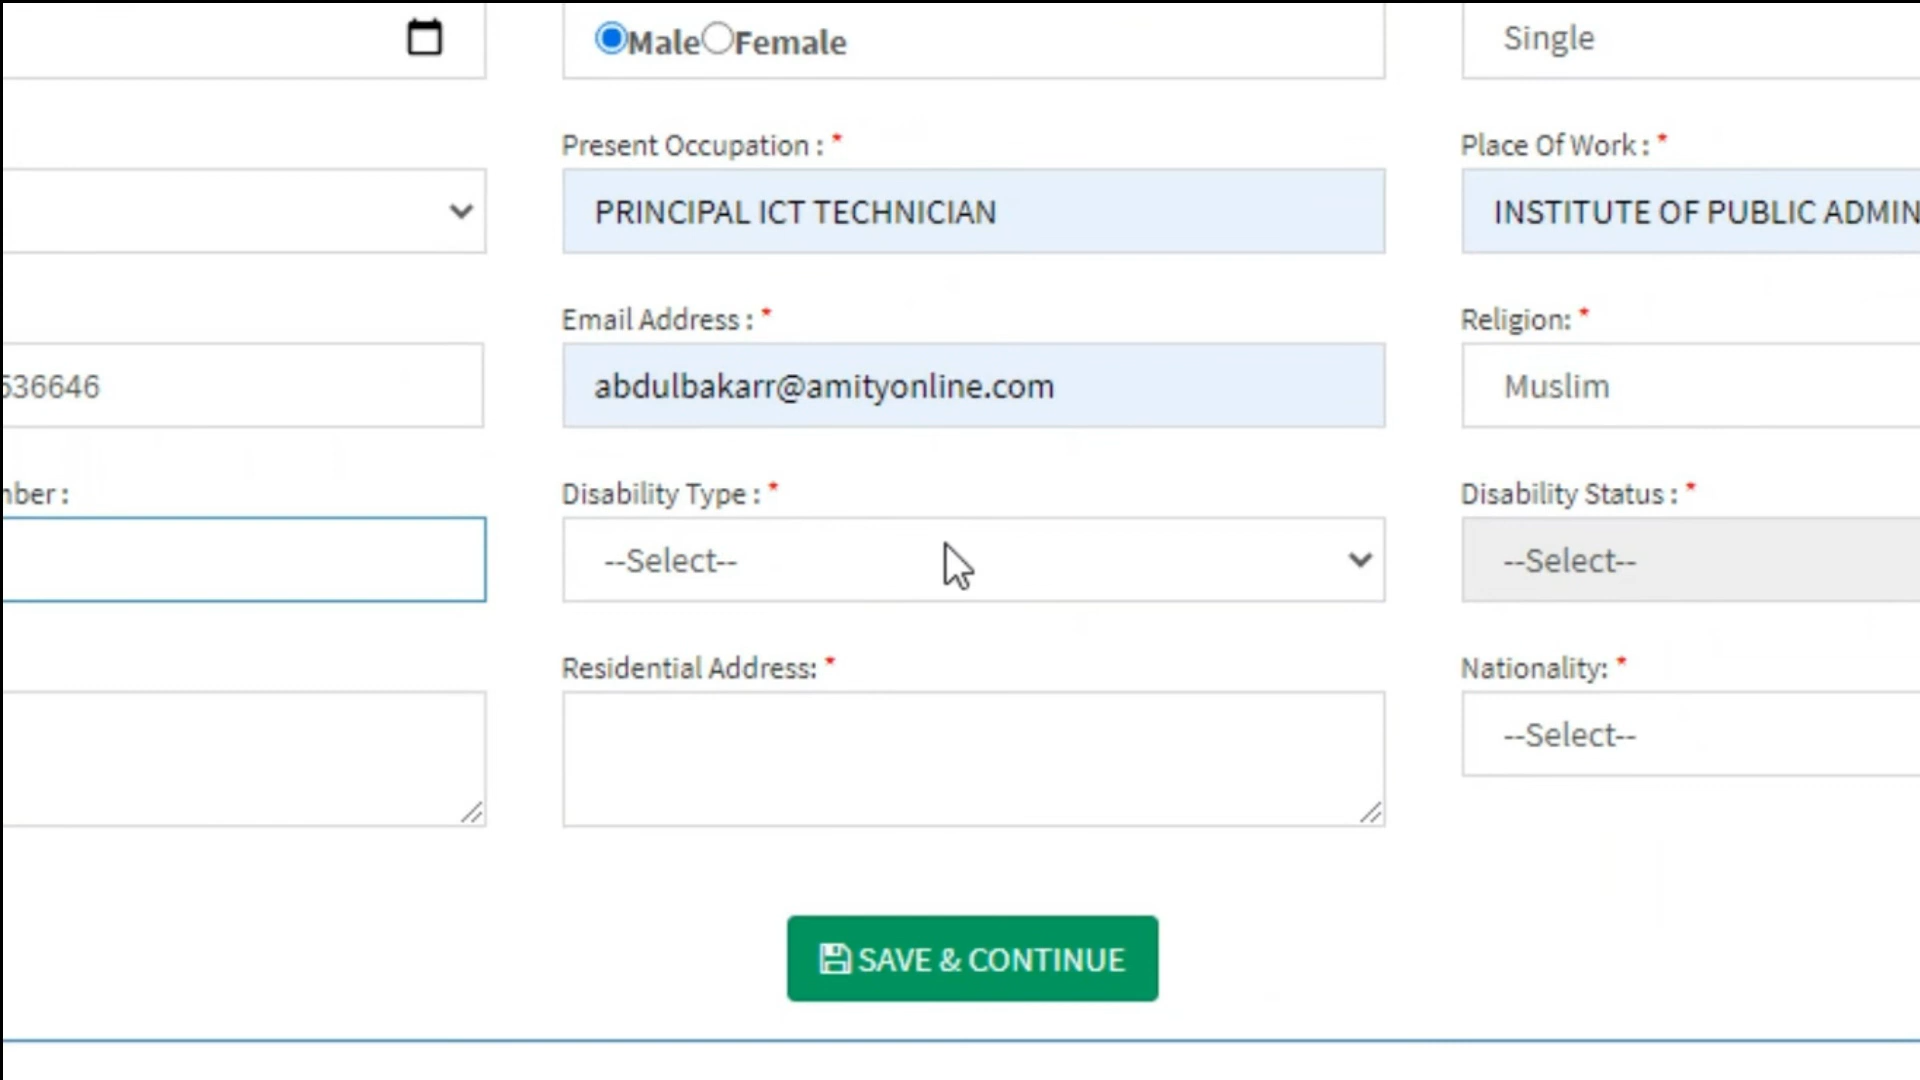 Male Female
Single
Present Occupation : *
Place Of Work : *
PRINCIPAL ICT TECHNICIAN
INSTITUTE OF PUBLIC ADMIN
Email Address : *
Religion: *
536646
abdulbakarr@amityonline.com
Muslim
nber :
Disability Type : *
Disability Status : *
--Select--
--Select--
Residential Address: *
Nationality: *
--Select--
SAVE & CONTINUE